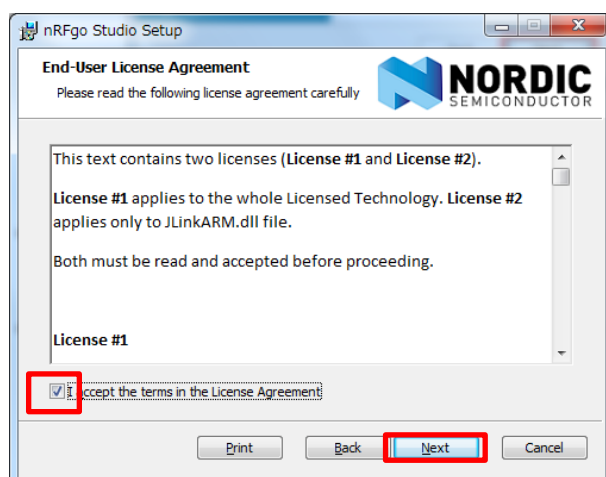 nRFgo Studio Setup
End-User License Agreement
Please read the following license agreement carefully
NORDIC
SEMICONDUCTOR
This text contains two licenses (License #1 and License #2).
License #1 applies to the whole Licensed Technology. License #2
applies only to JLinkARM.dll file.
Both must be read and accepted before proceeding.
License #1
I accept the terms in the License Agreement
Print Back Next Cancel